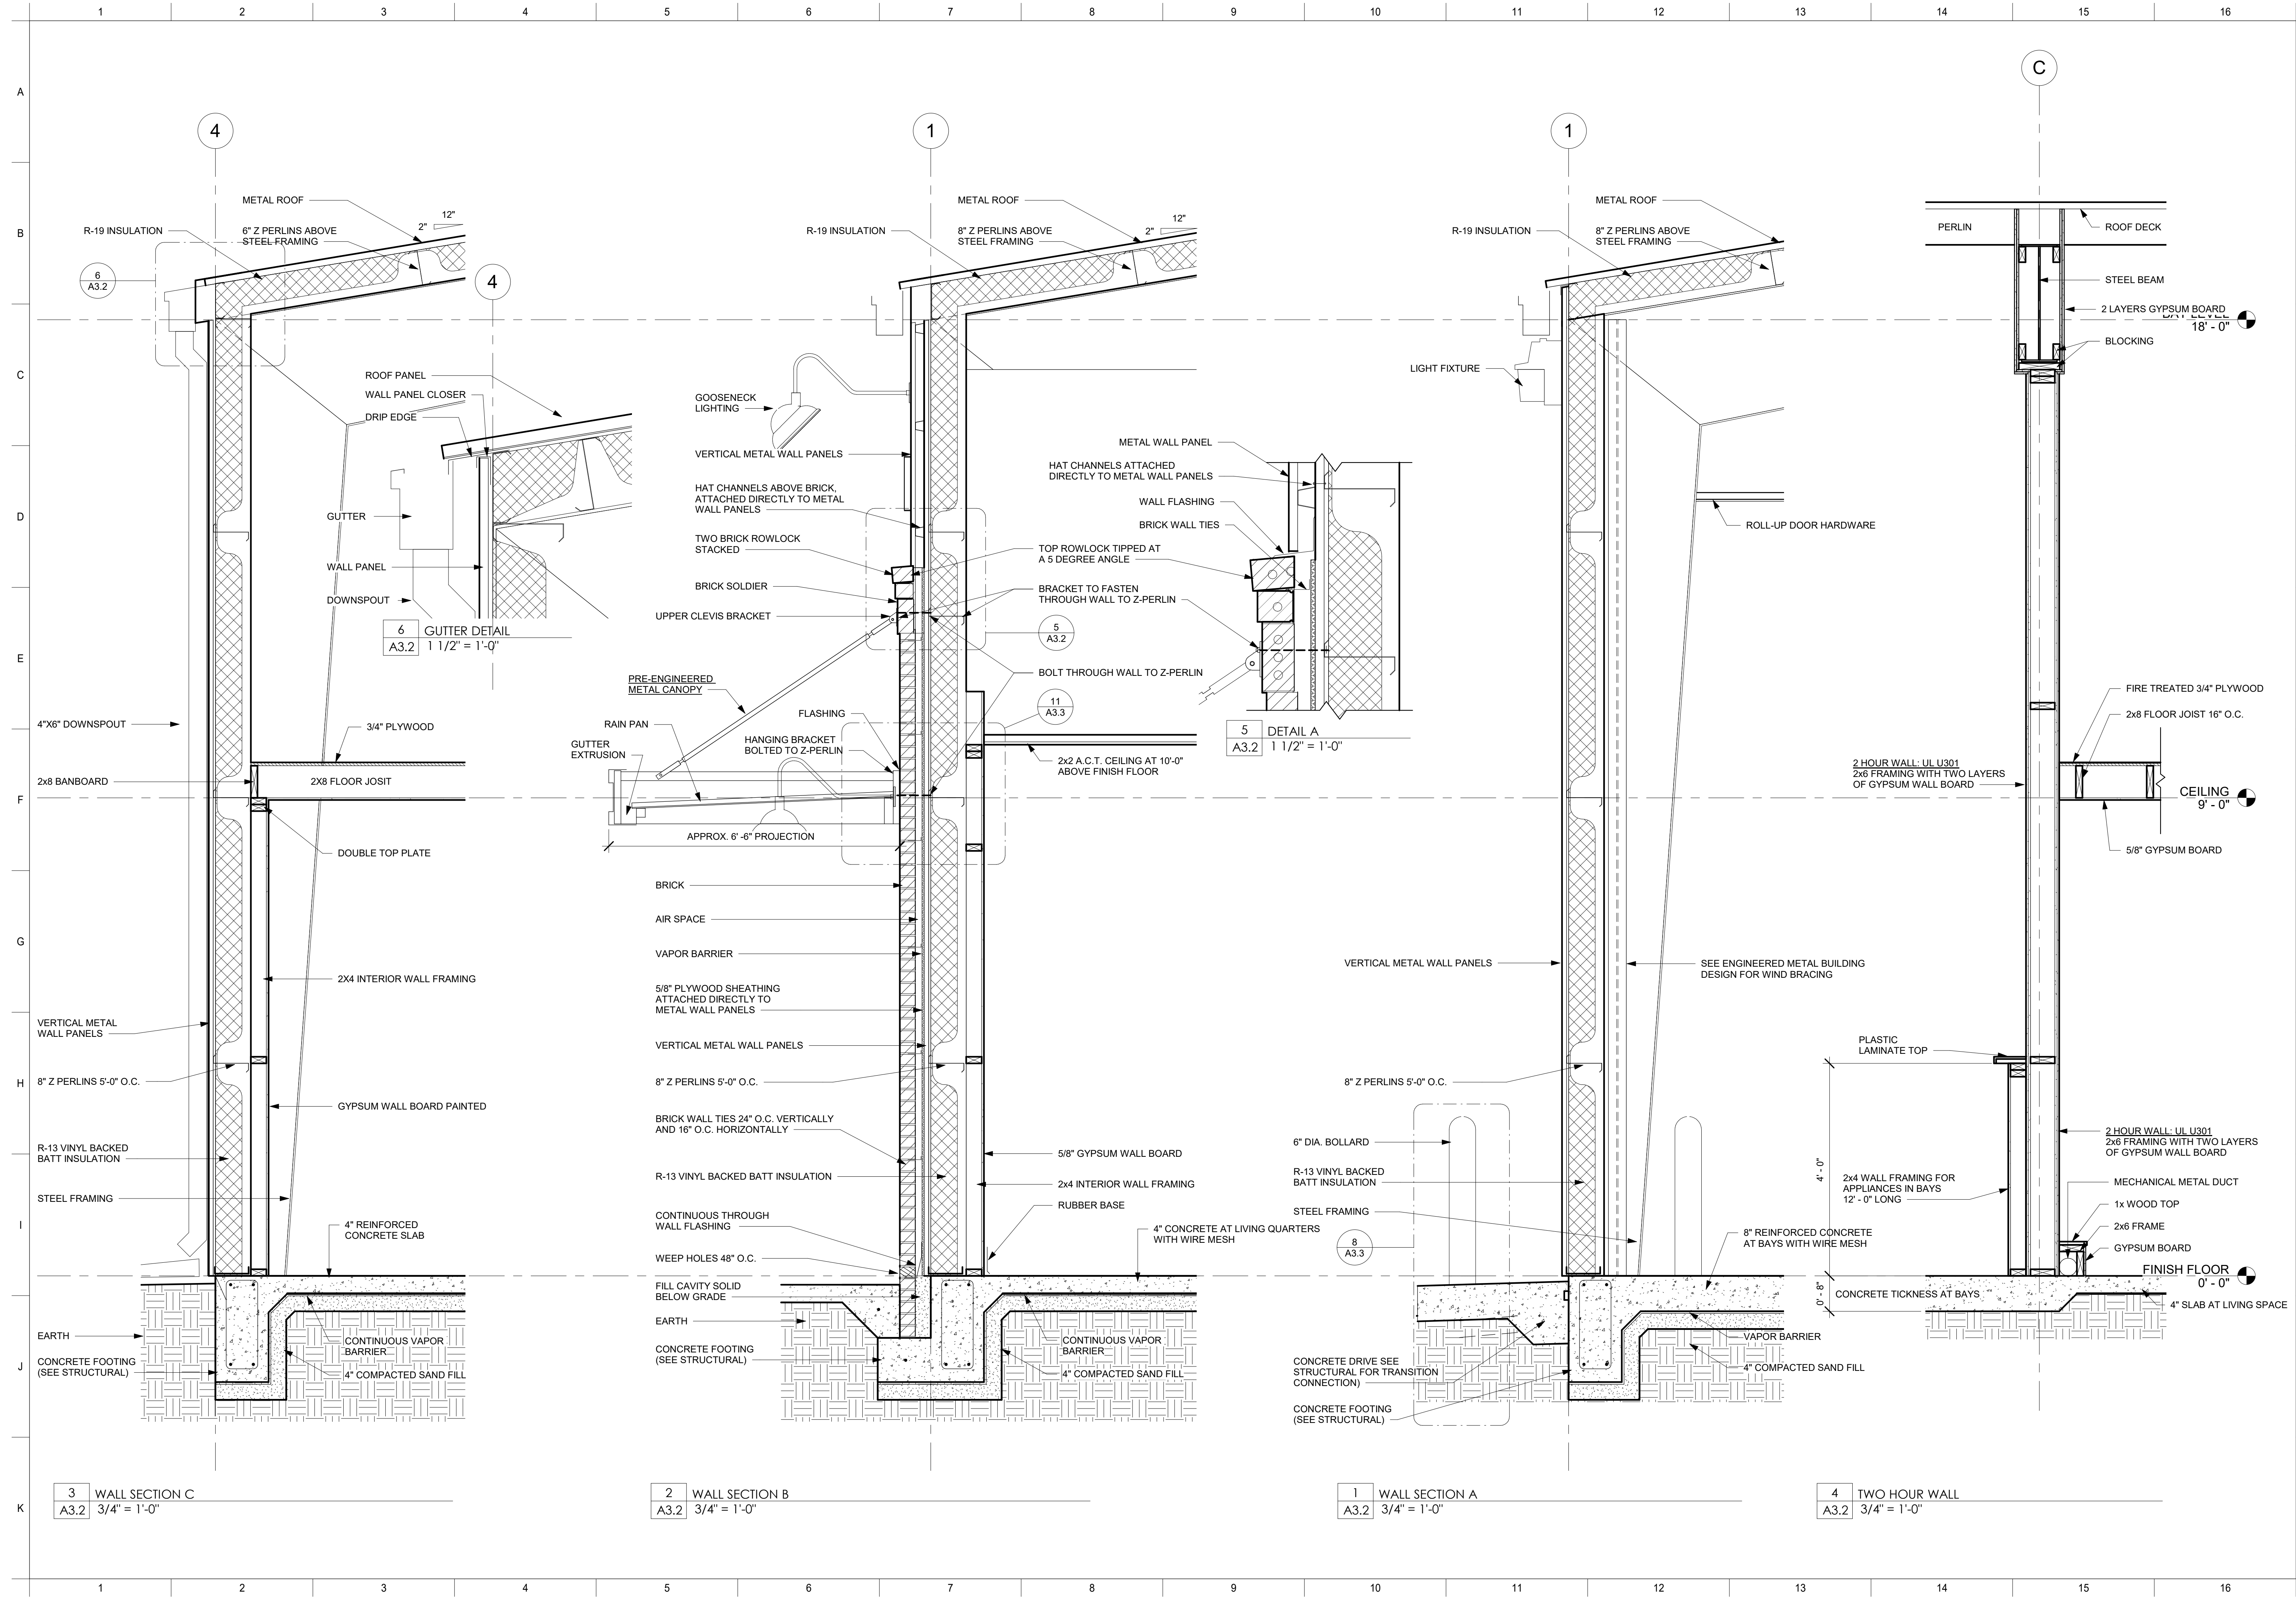 1 2 3 4 5 6 7 8 9 10 11 12 13 14 15 16
A
B
C
D
E
F
G
H
I
J
K
4
METAL ROOF
R-19 INSULATION
6" Z PERLINS ABOVE
STEEL FRAMING
12"
2"
6
A3.2
4"X6" DOWNSPOUT
3/4" PLYWOOD
2x8 BANBOARD
2X8 FLOOR JOSIT
DOUBLE TOP PLATE
2X4 INTERIOR WALL FRAMING
VERTICAL METAL
WALL PANELS
8" Z PERLINS 5'-0" O.C.
GYPSUM WALL BOARD PAINTED
R-13 VINYL BACKED
BATT INSULATION
STEEL FRAMING
4" REINFORCED
CONCRETE SLAB
EARTH
CONTINUOUS VAPOR
BARRIER
CONCRETE FOOTING
(SEE STRUCTURAL)
4" COMPACTED SAND FILL
3
A3.2
WALL SECTION C
3/4" = 1'-0"
4
ROOF PANEL
WALL PANEL CLOSER
DRIP EDGE
GUTTER
WALL PANEL
DOWNSPOUT
6
A3.2
GUTTER DETAIL
1 1/2" = 1'-0"
1
METAL ROOF
R-19 INSULATION
8" Z PERLINS ABOVE
STEEL FRAMING
12"
2"
GOOSENECK
LIGHTING
VERTICAL METAL WALL PANELS
HAT CHANNELS ABOVE BRICK,
ATTACHED DIRECTLY TO METAL
WALL PANELS
TWO BRICK ROWLOCK
STACKED
BRICK SOLDIER
UPPER CLEVIS BRACKET
PRE-ENGINEERED
METAL CANOPY
RAIN PAN
FLASHING
GUTTER
EXTRUSION
HANGING BRACKET
BOLTED TO Z-PERLIN
APPROX. 6' -6" PROJECTION
BRICK
AIR SPACE
VAPOR BARRIER
5/8" PLYWOOD SHEATHING
ATTACHED DIRECTLY TO
METAL WALL PANELS
VERTICAL METAL WALL PANELS
8" Z PERLINS 5'-0" O.C.
BRICK WALL TIES 24" O.C. VERTICALLY
AND 16" O.C. HORIZONTALLY
R-13 VINYL BACKED BATT INSULATION
CONTINUOUS THROUGH
WALL FLASHING
WEEP HOLES 48" O.C.
FILL CAVITY SOLID
BELOW GRADE
EARTH
CONCRETE FOOTING
(SEE STRUCTURAL)
TOP ROWLOCK TIPPED AT
A 5 DEGREE ANGLE
BRACKET TO FASTEN
THROUGH WALL TO Z-PERLIN
5
A3.2
BOLT THROUGH WALL TO Z-PERLIN
11
A3.3
2x2 A.C.T. CEILING AT 10'-0"
ABOVE FINISH FLOOR
5/8" GYPSUM WALL BOARD
2x4 INTERIOR WALL FRAMING
RUBBER BASE
4" CONCRETE AT LIVING QUARTERS
WITH WIRE MESH
CONTINUOUS VAPOR
BARRIER
4" COMPACTED SAND FILL
2
A3.2
WALL SECTION B
3/4" = 1'-0"
METAL WALL PANEL
HAT CHANNELS ATTACHED
DIRECTLY TO METAL WALL PANELS
WALL FLASHING
BRICK WALL TIES
5
A3.2
DETAIL A
1 1/2" = 1'-0"
1
METAL ROOF
R-19 INSULATION
8" Z PERLINS ABOVE
STEEL FRAMING
LIGHT FIXTURE
ROLL-UP DOOR HARDWARE
VERTICAL METAL WALL PANELS
SEE ENGINEERED METAL BUILDING
DESIGN FOR WIND BRACING
8" Z PERLINS 5'-0" O.C.
6" DIA. BOLLARD
R-13 VINYL BACKED
BATT INSULATION
STEEL FRAMING
8
A3.3
8" REINFORCED CONCRETE
AT BAYS WITH WIRE MESH
VAPOR BARRIER
4" COMPACTED SAND FILL
CONCRETE DRIVE SEE
STRUCTURAL FOR TRANSITION
CONNECTION)
CONCRETE FOOTING
(SEE STRUCTURAL)
1
A3.2
WALL SECTION A
3/4" = 1'-0"
C
PERLIN
ROOF DECK
STEEL BEAM
2 LAYERS GYPSUM BOARD
18' - 0"
BLOCKING
FIRE TREATED 3/4" PLYWOOD
2x8 FLOOR JOIST 16" O.C.
2 HOUR WALL: UL U301
2x6 FRAMING WITH TWO LAYERS
OF GYPSUM WALL BOARD
CEILING
9' - 0"
5/8" GYPSUM BOARD
PLASTIC
LAMINATE TOP
4' - 0"
2 HOUR WALL: UL U301
2x6 FRAMING WITH TWO LAYERS
OF GYPSUM WALL BOARD
2x4 WALL FRAMING FOR
APPLIANCES IN BAYS
12' - 0" LONG
MECHANICAL METAL DUCT
1x WOOD TOP
2x6 FRAME
GYPSUM BOARD
FINISH FLOOR
0' - 0"
0' - 8"
CONCRETE TICKNESS AT BAYS
4" SLAB AT LIVING SPACE
4
A3.2
TWO HOUR WALL
3/4" = 1'-0"
1 2 3 4 5 6 7 8 9 10 11 12 13 14 15 16